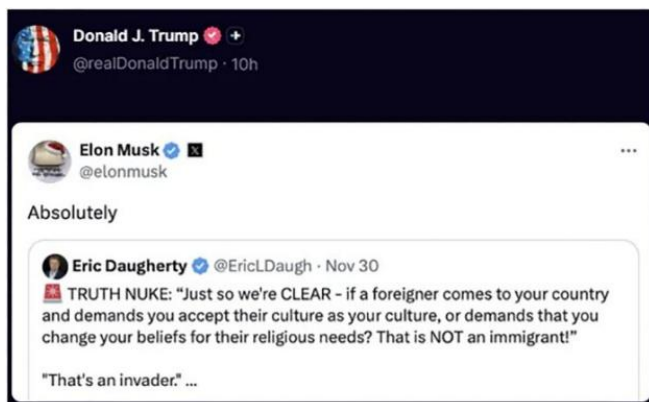 Donald J. Trump
@realDonaldTrump · 10h
Elon Musk
@elonmusk
Absolutely
Eric Daugherty @EricLDaugh · Nov 30
🚨 TRUTH NUKE: “Just so we're CLEAR - if a foreigner comes to your country
and demands you accept their culture as your culture, or demands that you
change your beliefs for their religious needs? That is NOT an immigrant!”
"That's an invader." ...